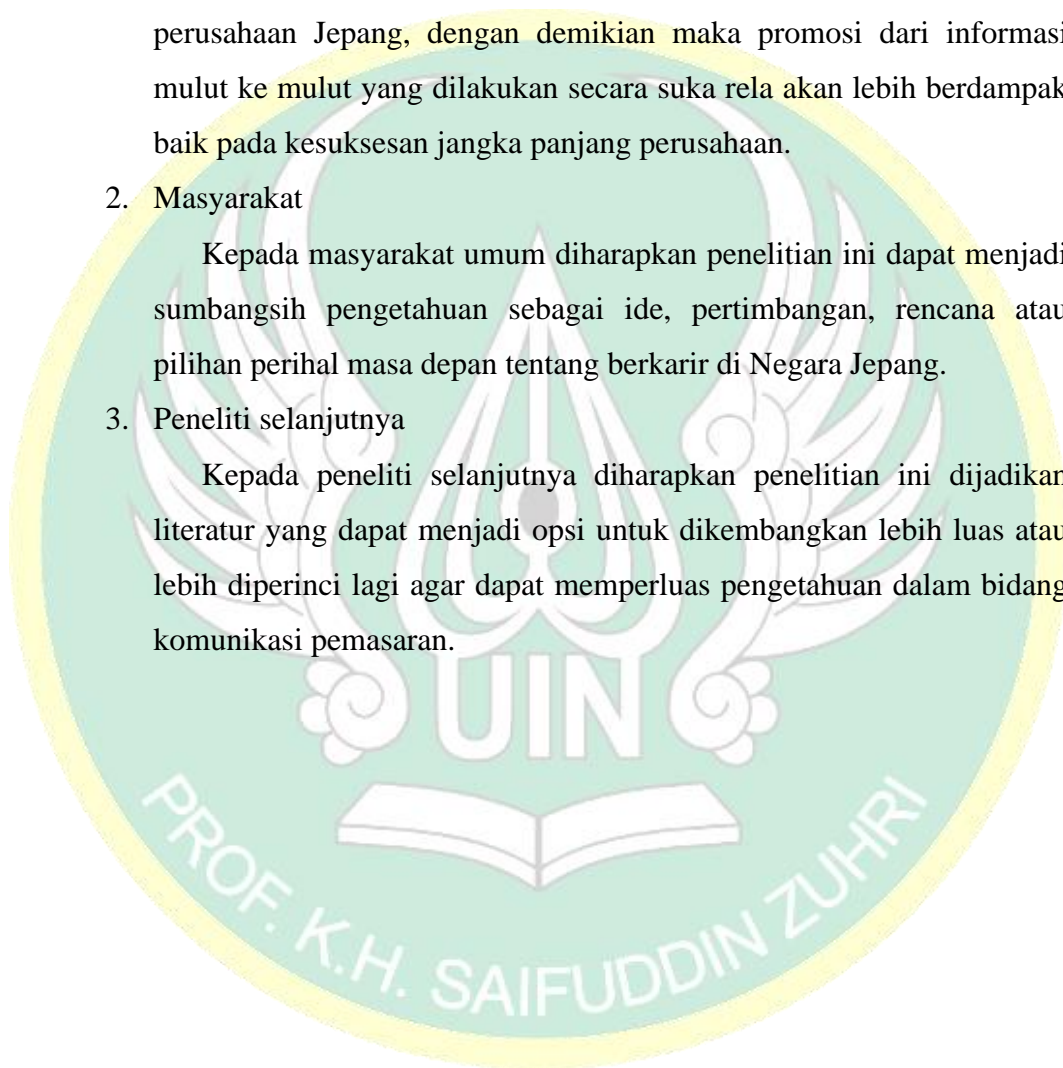 perusahaan Jepang, dengan demikian maka promosi dari informasi
mulut ke mulut yang dilakukan secara suka rela akan lebih berdampak
baik pada kesuksesan jangka panjang perusahaan.
2. Masyarakat
Kepada masyarakat umum diharapkan penelitian ini dapat menjadi
sumbangsih pengetahuan sebagai ide, pertimbangan, rencana atau
pilihan perihal masa depan tentang berkarir di Negara Jepang.
3. Peneliti selanjutnya
Kepada peneliti selanjutnya diharapkan penelitian ini dijadikan
literatur yang dapat menjadi opsi untuk dikembangkan lebih luas atau
lebih diperinci lagi agar dapat memperluas pengetahuan dalam bidang
komunikasi pemasaran.
UIN
PROF. K.H. SAIFUDDIN ZUHRI